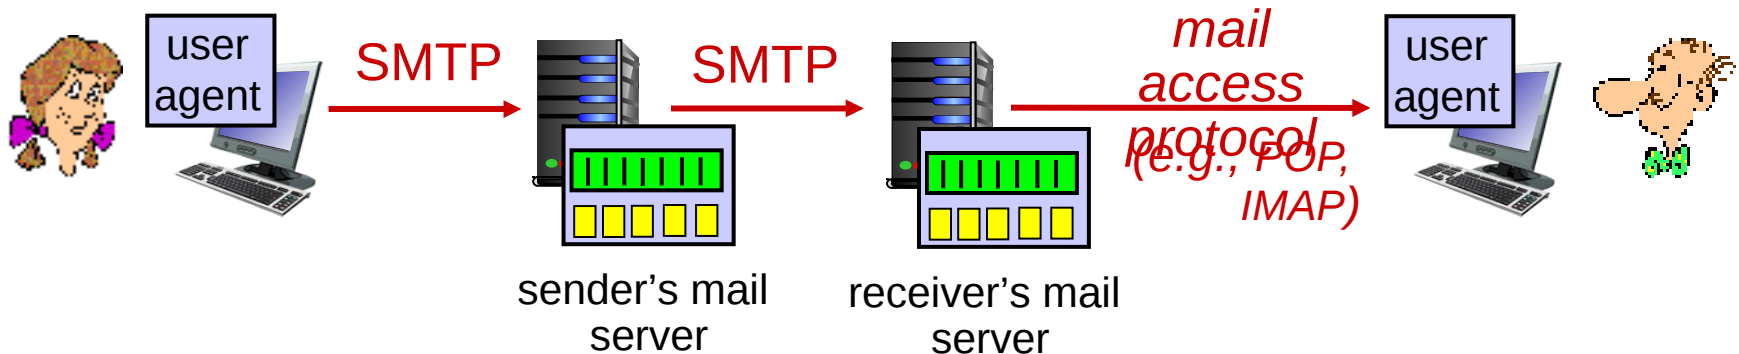 user
agent
SMTP
SMTP
mail
access
protocol
(e.g., POP,
IMAP)
user
agent
sender’s mail
server
receiver’s mail
server